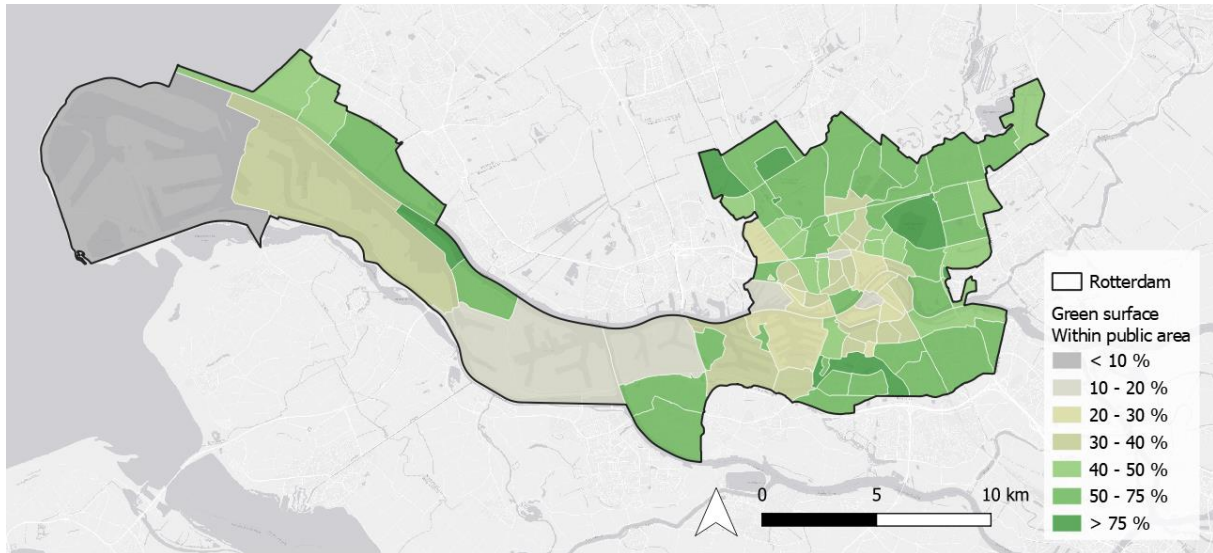 Rotterdam
Green surface
Within public area
< 10 %
10 - 20 %
20 - 30 %
30 - 40 %
40 - 50 %
50 - 75 %
> 75 %
0 5 10 km